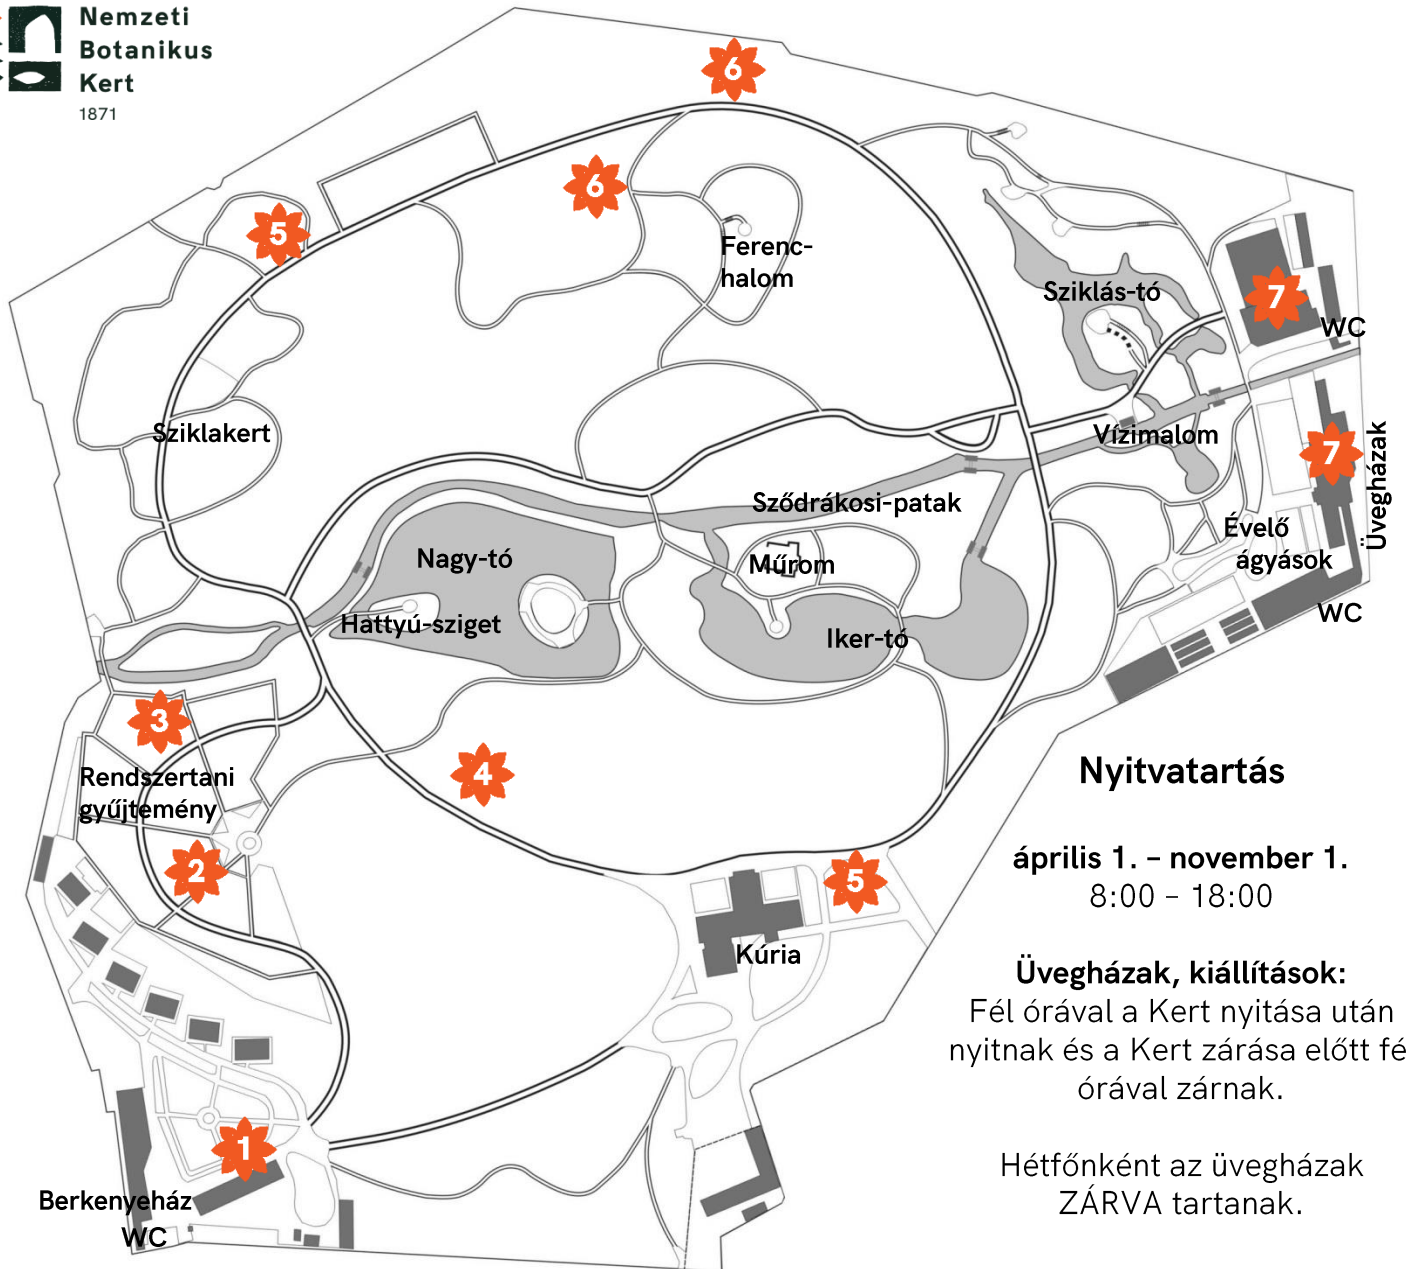 Nemzeti
Botanikus
Kert
1871
6
6
5
Ferenc-
halom
Sziklás-tó
7
WC
Sziklakert
Vízimalom
7
Üvegházak
Sződrákosi-patak
Nagy-tó
Műrom
Évelő
ágyások
Hattyú-sziget
Iker-tó
WC
3
4
Rendszertani
gyűjtemény
2
5
Kúria
1
Berkenyeház
WC
Nyitvatartás
április 1. – november 1.
8:00 – 18:00
Üvegházak, kiállítások:
Fél órával a Kert nyitása után
nyitnak és a Kert zárása előtt fé
órával zárnak.
Hétfőnként az üvegházak
ZÁRVA tartanak.